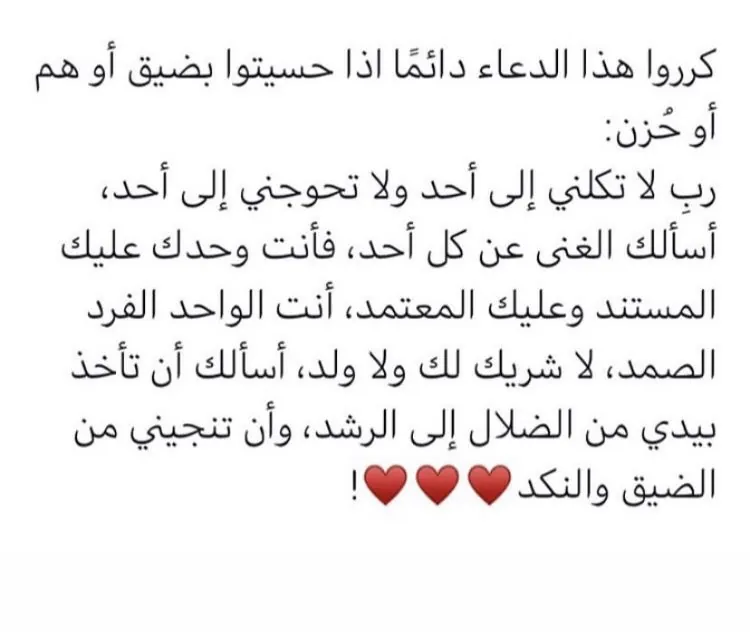 كرروا هذا الدعاء دائمًا اذا حسيتوا بضيق أو هم
أو حُزن:
ربِ لا تكلني إلى أحد ولا تحوجني إلى أحد،
أسألك الغنى عن كل أحد، فأنت وحدك عليك
المستند وعليك المعتمد، أنت الواحد الفرد
الصمد، لا شريك لك ولا ولد، أسألك أن تأخذ
بيدي من الضلال إلى الرشد، وأن تنجيني من
الضيق والنكد♥️♥️♥️!